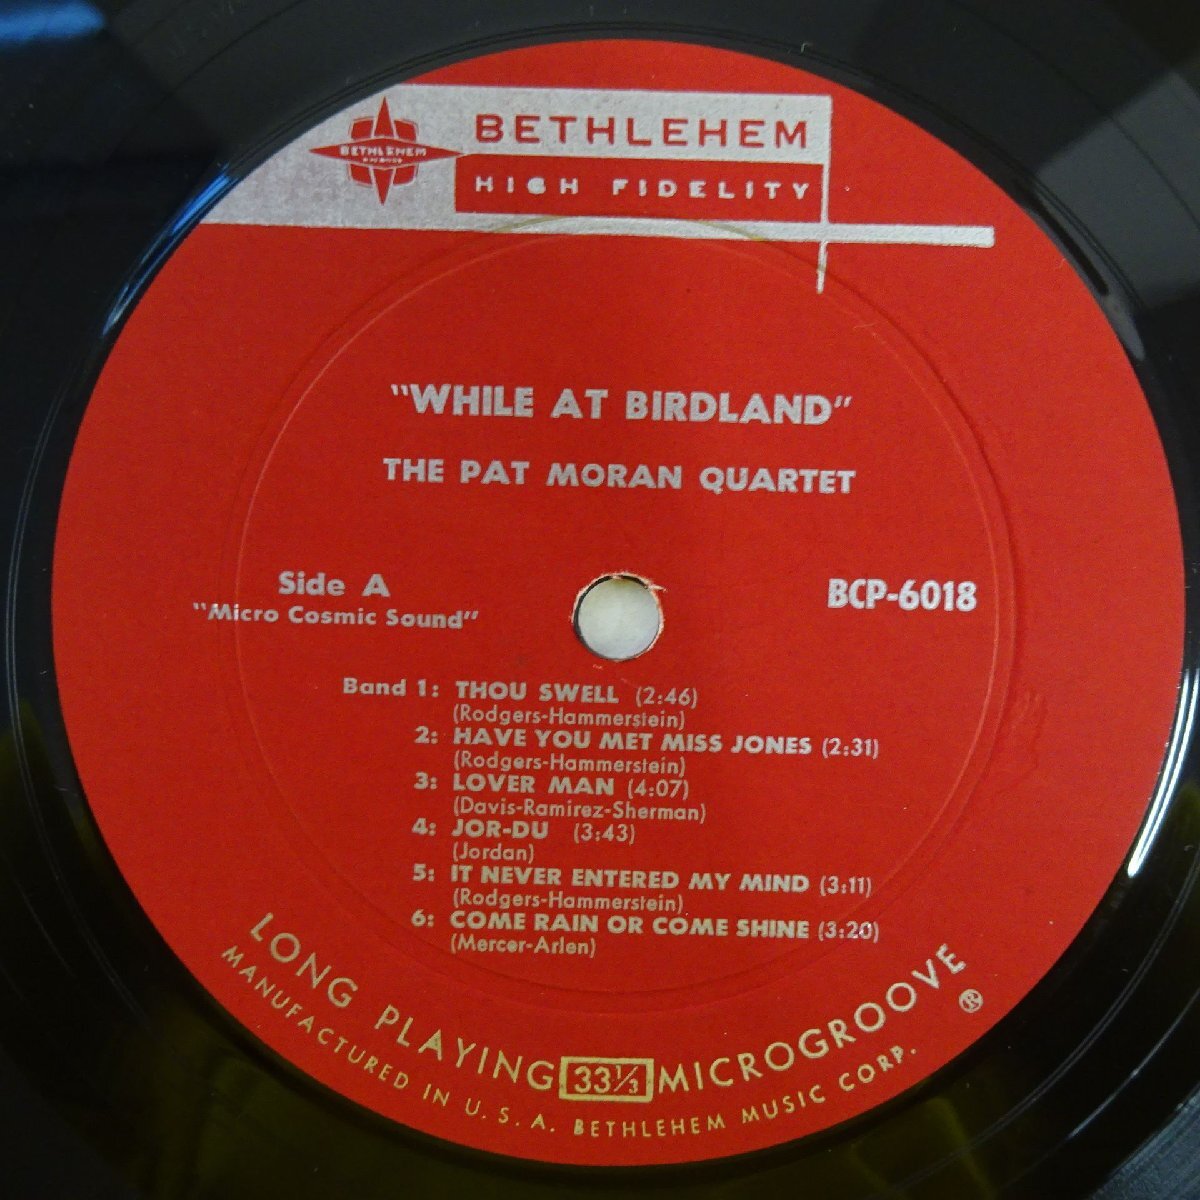 BETHLEHEM
BETHLEHEM
HIGH FIDELITY
"WHILE AT BIRDLAND"
THE PAT MORAN QUARTET
Side A
"Micro Cosmic Sound"
BCP-6018
Band 1: THOU SWELL (2:46)
(Rodgers-Hammerstein)
2: HAVE YOU MET MISS JONES (2:31)
(Rodgers-Hammerstein)
3: LOVER MAN (4:07)
(Davis-Ramirez-Sherman)
4: JOR-DU (3:43)
(Jordan)
5: IT NEVER ENTERED MY MIND (3:11)
(Rodgers-Hammerstein)
6: COME RAIN OR COME SHINE (3:20)
(Mercer-Arlen)
LONG PLAYING 33⅓ MICROGROOVE ®
MANUFACTURED IN U. S. A. BETHLEHEM MUSIC CORP.